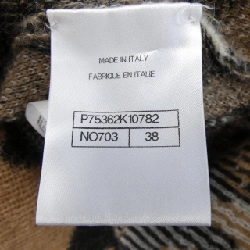 MADE IN ITALY
FABRIQUE EN ITALIE
P75362K10782
NO703 38